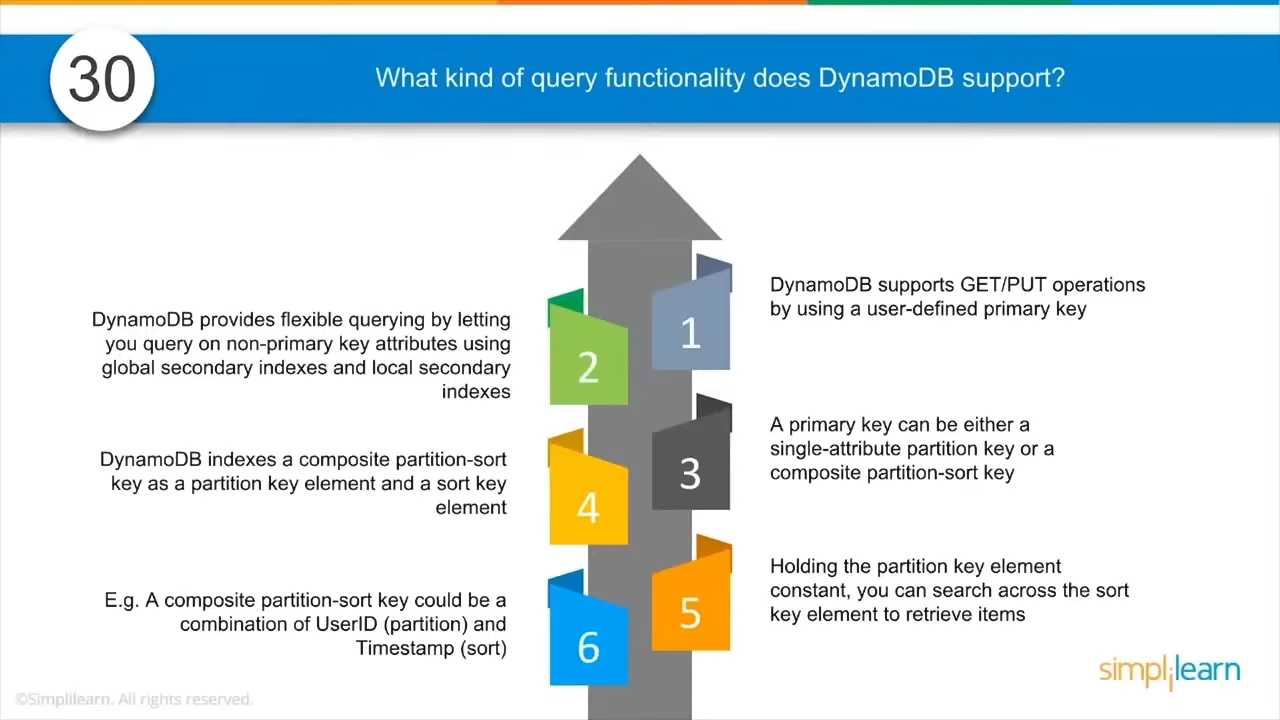 30
What kind of query functionality does DynamoDB support?
1
DynamoDB supports GET/PUT operations
by using a user-defined primary key
2
DynamoDB provides flexible querying by letting
you query on non-primary key attributes using
global secondary indexes and local secondary
indexes
3
A primary key can be either a
single-attribute partition key or a
composite partition-sort key
4
DynamoDB indexes a composite partition-sort
key as a partition key element and a sort key
element
5
Holding the partition key element
constant, you can search across the sort
key element to retrieve items
6
E.g. A composite partition-sort key could be a
combination of UserID (partition) and
Timestamp (sort)
simplilearn
©Simplilearn. All rights reserved.